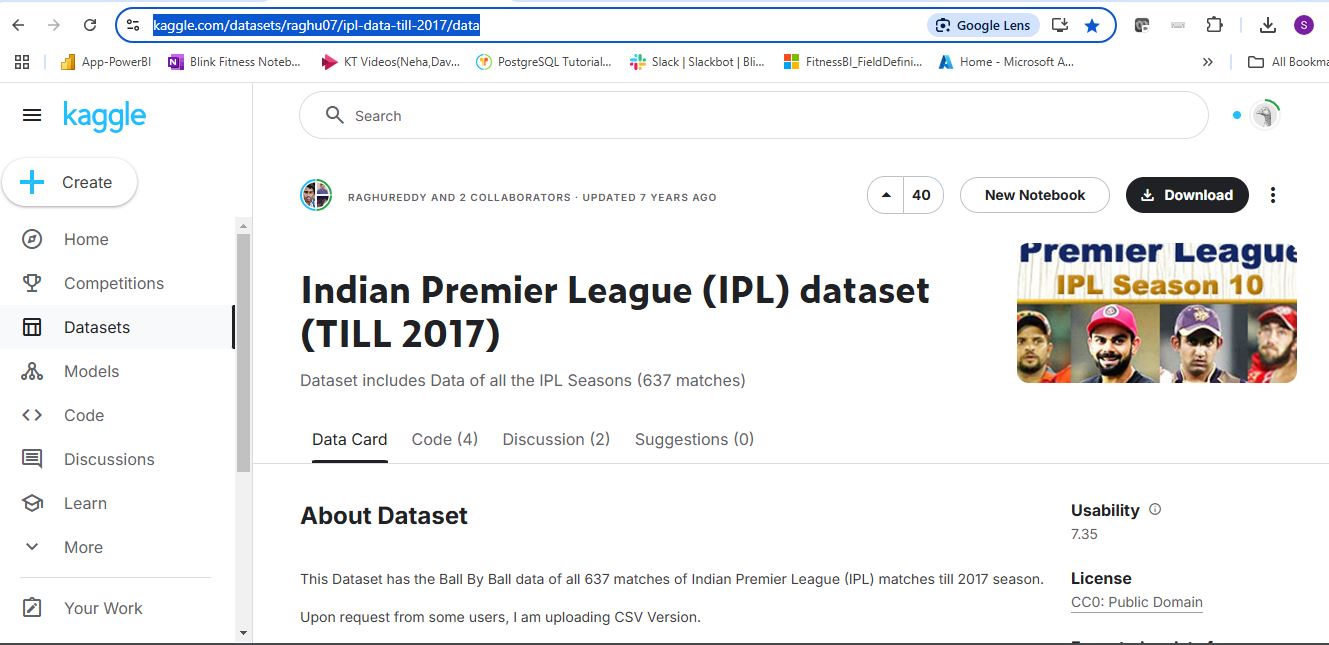 kaggle.com/datasets/raghu07/ipl-data-till-2017/data
Google Lens
S
App-PowerBI
Blink Fitness Noteb...
KT Videos(Neha,Dav...
PostgreSQL Tutorial...
Slack | Slackbot | Bli...
FitnessBI_FieldDefini...
Home - Microsoft A...
All Bookma
kaggle
Search
Create
RAGHUREDDY AND 2 COLLABORATORS · UPDATED 7 YEARS AGO
40
New Notebook
Download
Home
Competitions
Datasets
Models
Code
Discussions
Learn
More
Your Work
Indian Premier League (IPL) dataset
(TILL 2017)
Dataset includes Data of all the IPL Seasons (637 matches)
Premier League
IPL Season 10
Data Card
Code (4)
Discussion (2)
Suggestions (0)
About Dataset
This Dataset has the Ball By Ball data of all 637 matches of Indian Premier League (IPL) matches till 2017 season.
Upon request from some users, I am uploading CSV Version.
Usability
7.35
License
CC0: Public Domain